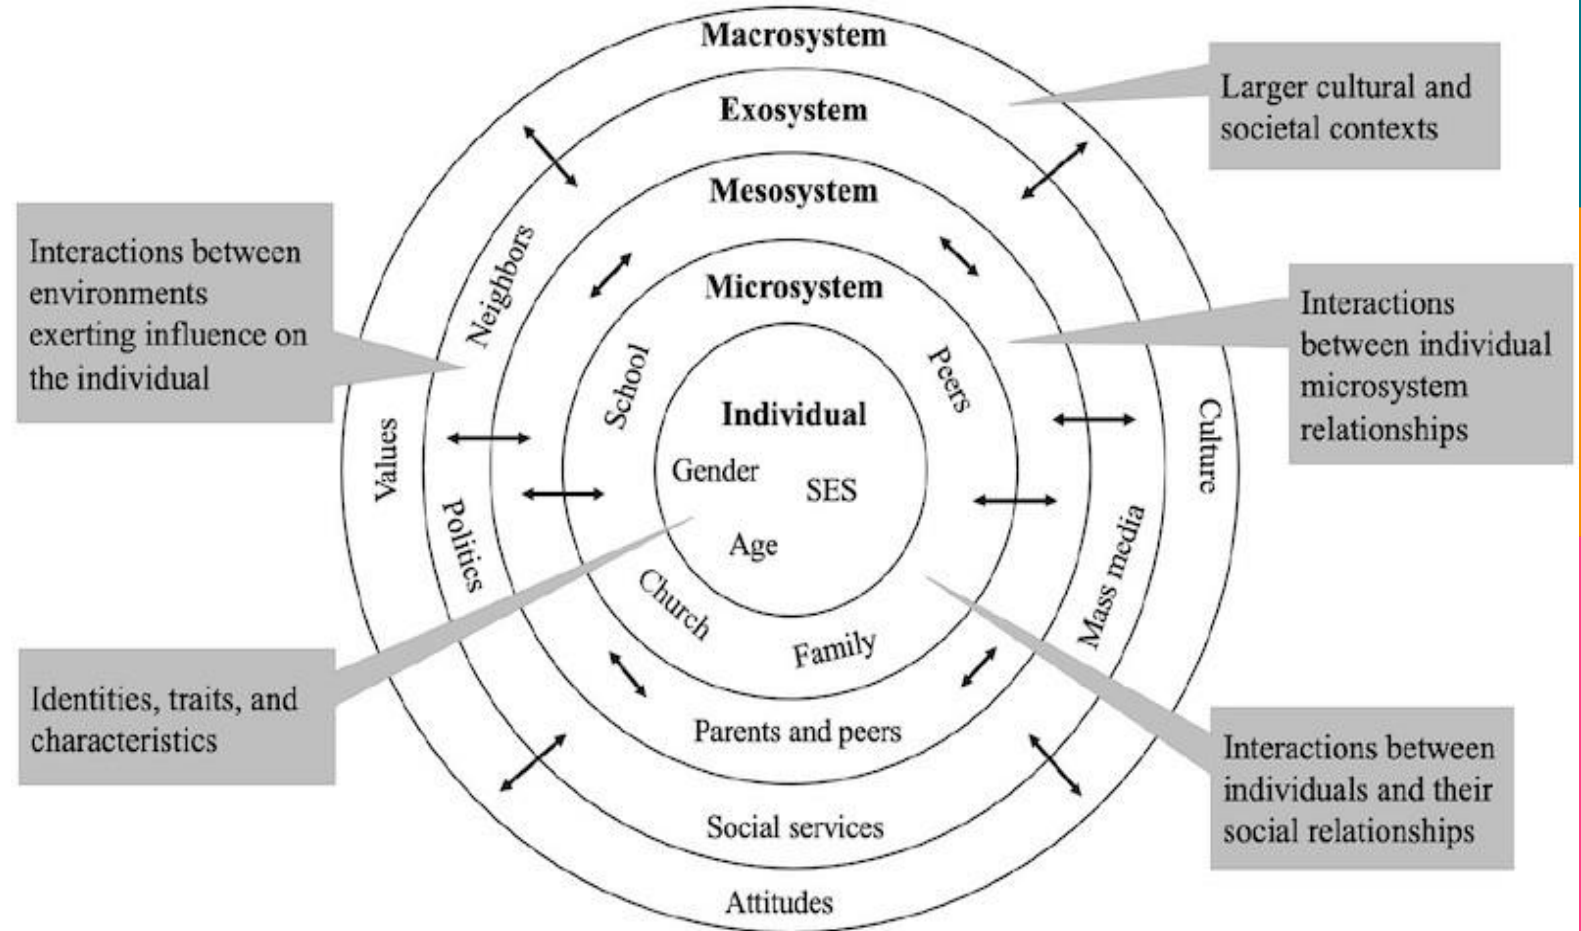 Macrosystem
Larger cultural and
societal contexts
Exosystem
Mesosystem
Interactions between
environments
exerting influence on
the individual
Neighbors
Microsystem
Interactions
between individual
microsystem
relationships
School
Peers
Individual
Gender
SES
Age
Values
Culture
Politics
Mass media
Church
Family
Identities, traits, and
characteristics
Parents and peers
Interactions between
individuals and their
social relationships
Social services
Attitudes